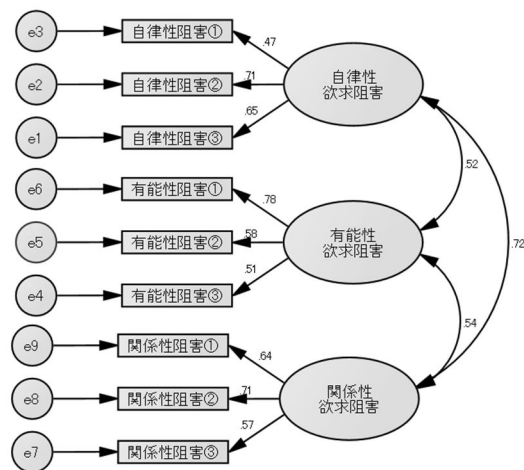 e3
自律性阻害①
.47
e2
自律性阻害②
.71
自律性
欲求阻害
.65
e1
自律性阻害③
.52
e6
有能性阻害①
.78
e5
有能性阻害②
.58
有能性
欲求阻害
.72
.51
e4
有能性阻害③
.54
e9
関係性阻害①
.64
e8
関係性阻害②
.71
関係性
欲求阻害
.57
e7
関係性阻害③